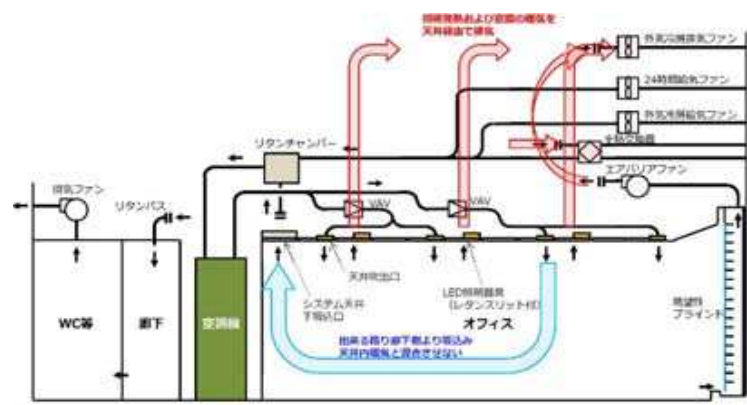 照明発熱および窓面の暖気を
天井経由で排気
外気冷房排気ファン
24時間給気ファン
外気冷房給気ファン
リタンチャンバー
全熱交換器
エアバリアファン
排気ファン
リタンパス
VAV
VAV
天井吹出口
システム天井
下吸込口
LED照明器具
(レタンスリット付)
オフィス
WC等
廊下
空調機
出来る限り廊下側より吸込み
天井内暖気と混合させない
ブラインド